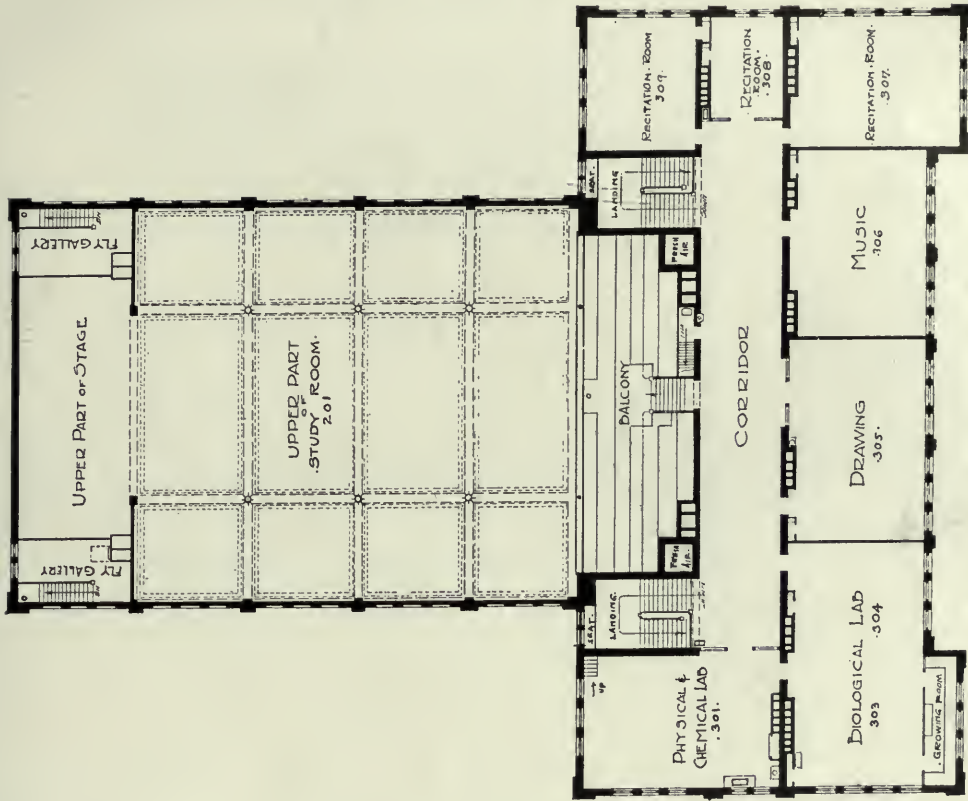 FLY GALLERY
UPPER PART OF STAGE
FLY GALLERY
DN
DN
UPPER PART
OF
STUDY ROOM.
201
BALCONY
FRESH
AIR
FRESH
AIR.
SEAT.
LANDING
SEAT.
LANDING.
RECITATION. ROOM
309.
RECITATION
ROOM.
.308.
RECITATION. ROOM.
.307.
CORRIDOR
MUSIC
.306
DRAWING
.305.
BIOLOGICAL LAB
303 .304
GROWING ROOM
PHYSICAL &
CHEMICAL LAB
.301.
UP